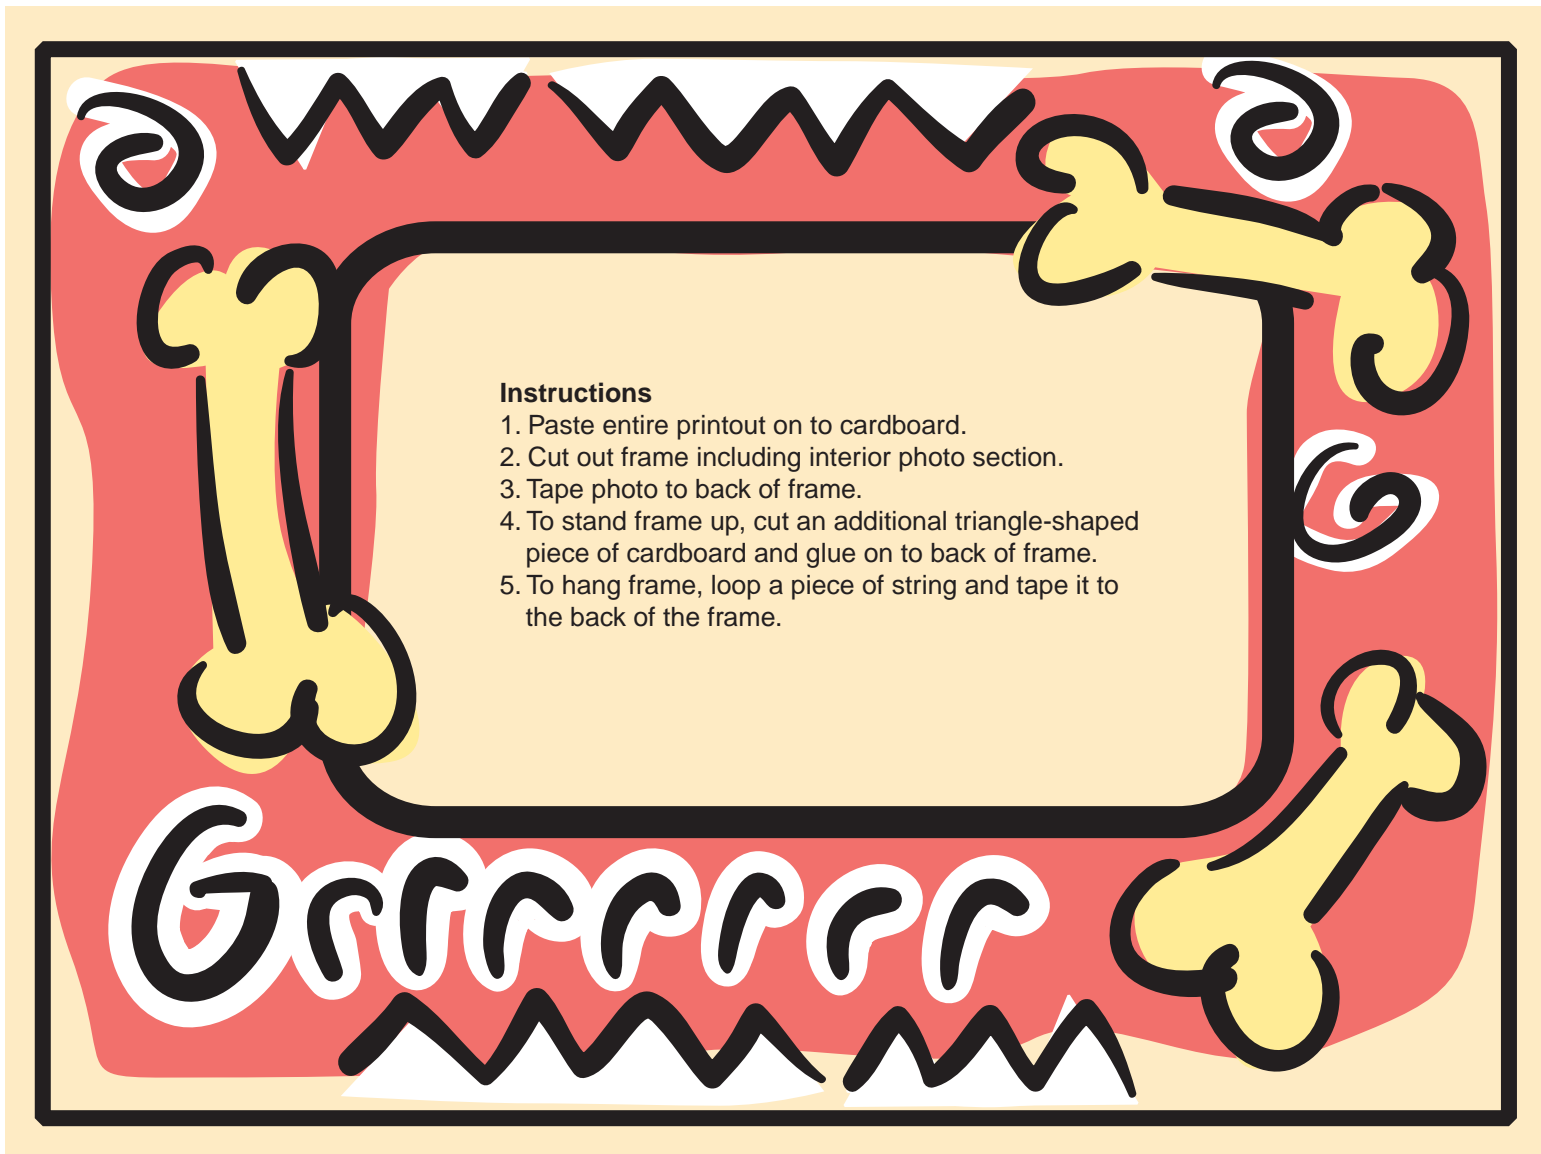 Instructions
1. Paste entire printout on to cardboard.
2. Cut out frame including interior photo section.
3. Tape photo to back of frame.
4. To stand frame up, cut an additional triangle-shaped
piece of cardboard and glue on to back of frame.
5. To hang frame, loop a piece of string and tape it to
the back of the frame.
Grrrrrrr